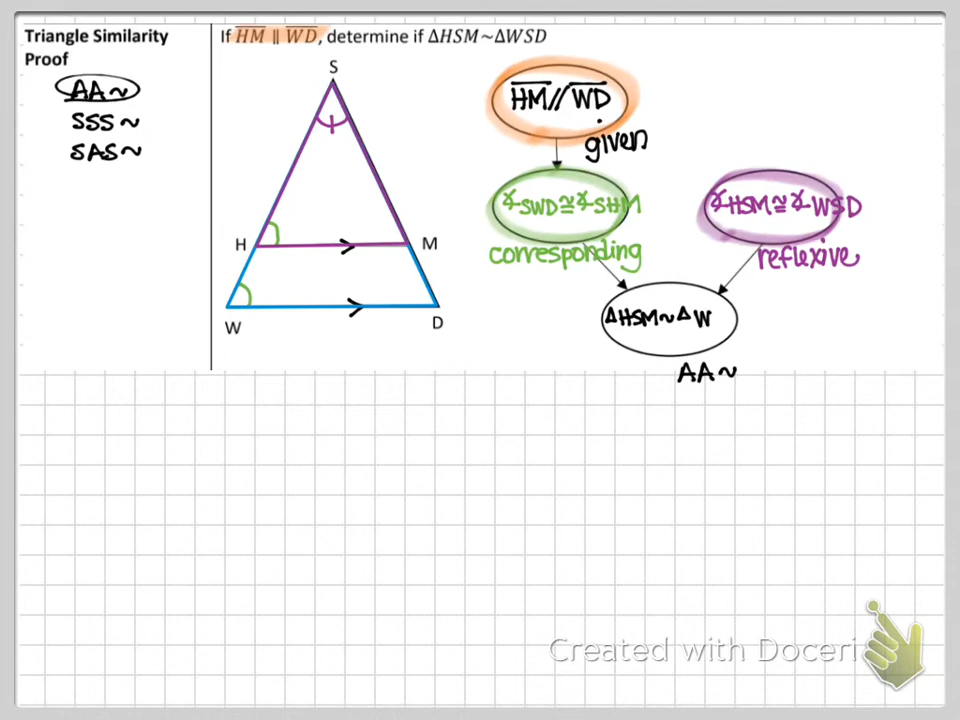 Triangle Similarity
Proof
AA~
SSS ~
SAS ~
If HM ∥ WD, determine if ΔHSM~ΔWSD
S
H
M
W
D
HM // WD
given
∡SWD≅∡SHM
corresponding
∡HSM≅∡WSD
reflexive
ΔHSM~ΔW
AA~
Created with Doceri